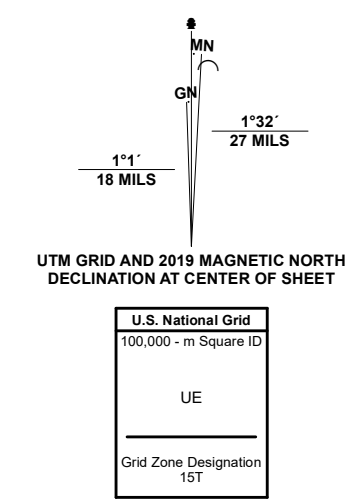 MN
GN
1°32´
27 MILS
1°1´
18 MILS
UTM GRID AND 2019 MAGNETIC NORTH
DECLINATION AT CENTER OF SHEET
U.S. National Grid
100,000 - m Square ID
UE
Grid Zone Designation
15T